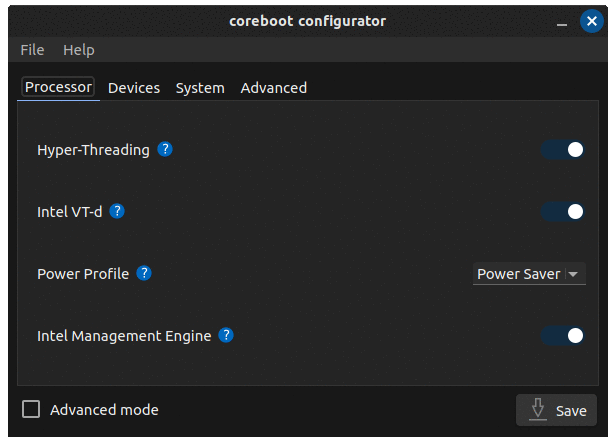 coreboot configurator
File Help
Processor Devices System Advanced
Hyper-Threading ?
Intel VT-d ?
Power Profile ? Power Saver
Intel Management Engine ?
Advanced mode Save